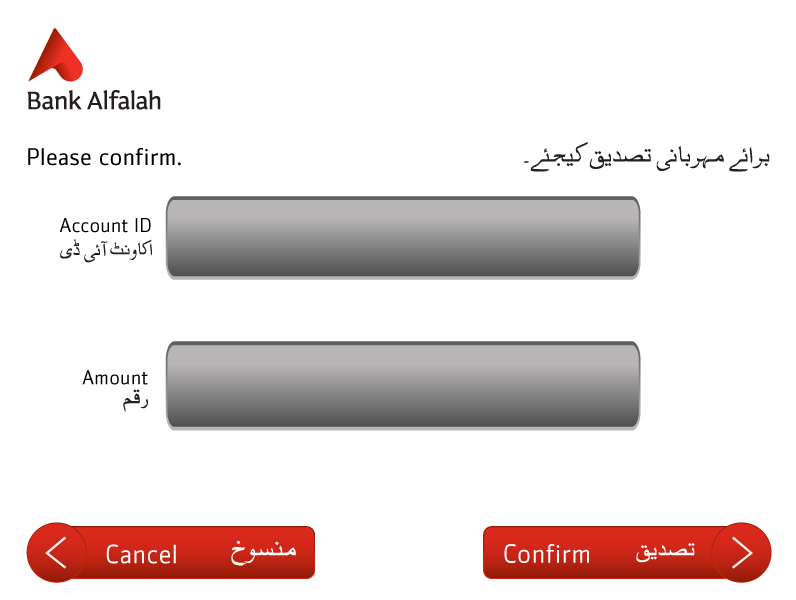 Bank Alfalah
Please confirm.
برائے مہربانی تصدیق کیجئے۔
Account ID
اکاونٹ آئی ڈی
Amount
رقم
Cancel منسوخ
Confirm تصدیق